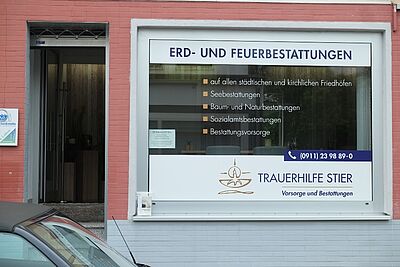 ERD- UND FEUERBESTATTUNGEN
auf allen städtischen und kirchlichen Friedhöfen
Seebestattungen
Baum- und Naturbestattungen
Sozialamtsbestattungen
Bestattungsvorsorge
(0911) 23 98 89-0
TRAUERHILFE STIER
Vorsorge und Bestattungen